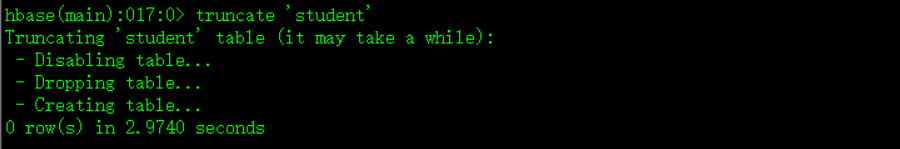 hbase(main):017:0> truncate 'student'
Truncating 'student' table (it may take a while):
 - Disabling table...
 - Dropping table...
 - Creating table...
0 row(s) in 2.9740 seconds